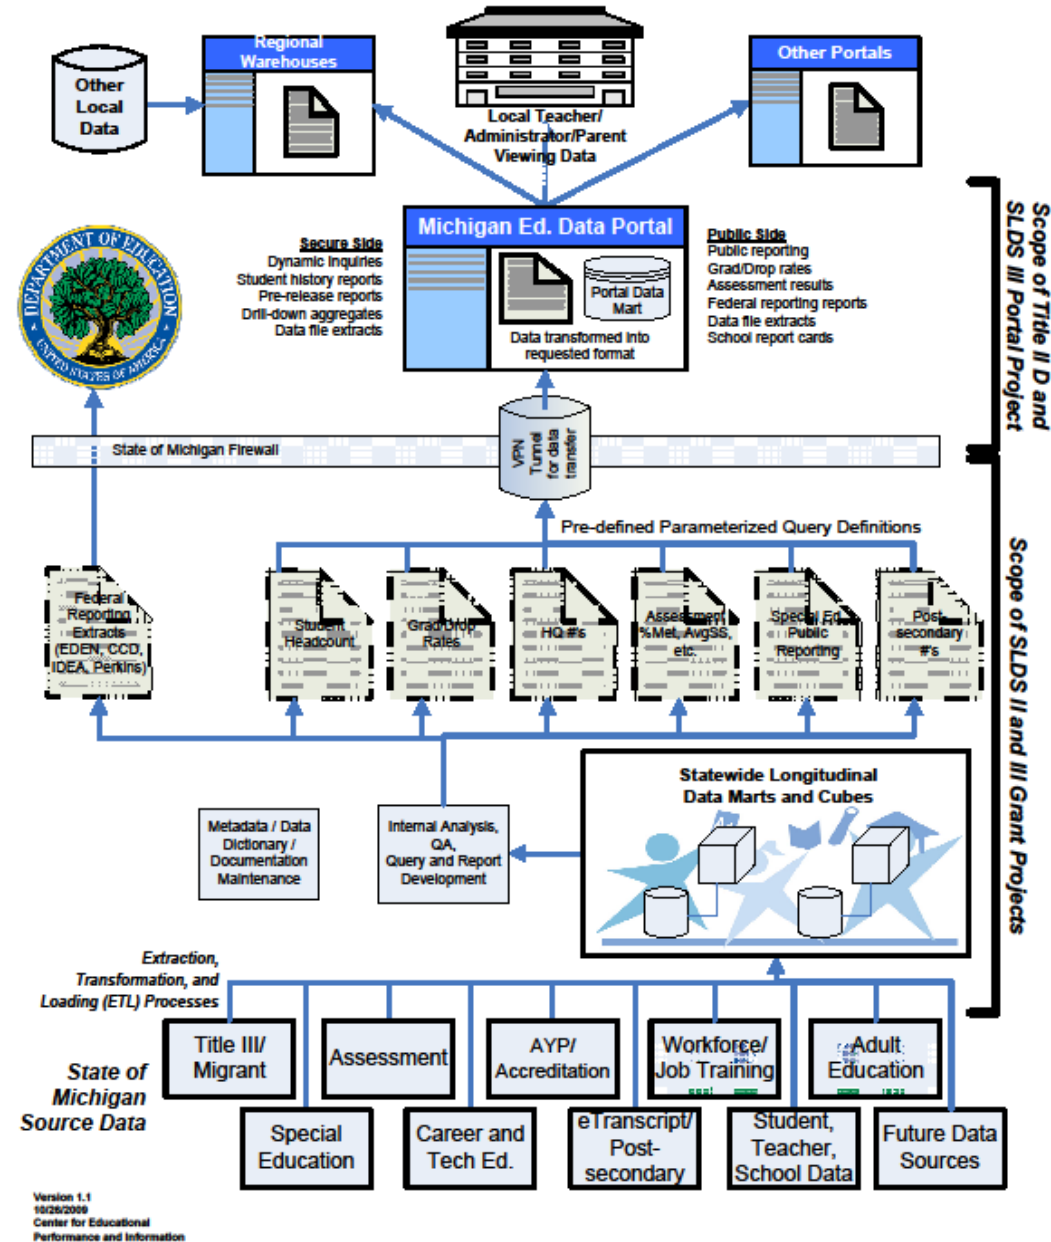 Other
Local
Data
Regional
Warehouses
Local Teacher/
Administrator/Parent
Viewing Data
Other Portals
DEPARTMENT OF EDUCATION
UNITED STATES OF AMERICA
Secure Side
Dynamic Inquiries
Student history reports
Pre-release reports
Drill-down aggregates
Data file extracts
Michigan Ed. Data Portal
Portal Data
Mart
Data transformed into
requested format
Public Side
Public reporting
Grad/Drop rates
Assessment results
Federal reporting reports
Data file extracts
School report cards
Scope of Title II D and
SLDS III Portal Project
State of Michigan Firewall
VPN
Tunnel
for data
transfer
Pre-defined Parameterized Query Definitions
Federal
Reporting
Extracts
(EDEN, CCD,
IDEA, Perkins)
Student
Headcount
Grad/Drop
Rates
HQ #'s
Assessment
%Met, AvgSS,
etc.
Special Ed
Public
Reporting
Post-
secondary
#'s
Scope of SLDS II and III Grant Projects
Metadata / Data
Dictionary /
Documentation
Maintenance
Internal Analysis,
QA,
Query and Report
Development
Statewide Longitudinal
Data Marts and Cubes
Extraction,
Transformation, and
Loading (ETL) Processes
State of
Michigan
Source Data
Title III/
Migrant
Assessment
AYP/
Accreditation
Workforce/
Job Training
Adult
Education
Special
Education
Career and
Tech Ed.
eTranscript/
Post-
secondary
Student,
Teacher,
School Data
Future Data
Sources
Version 1.1
10/26/2009
Center for Educational
Performance and Information